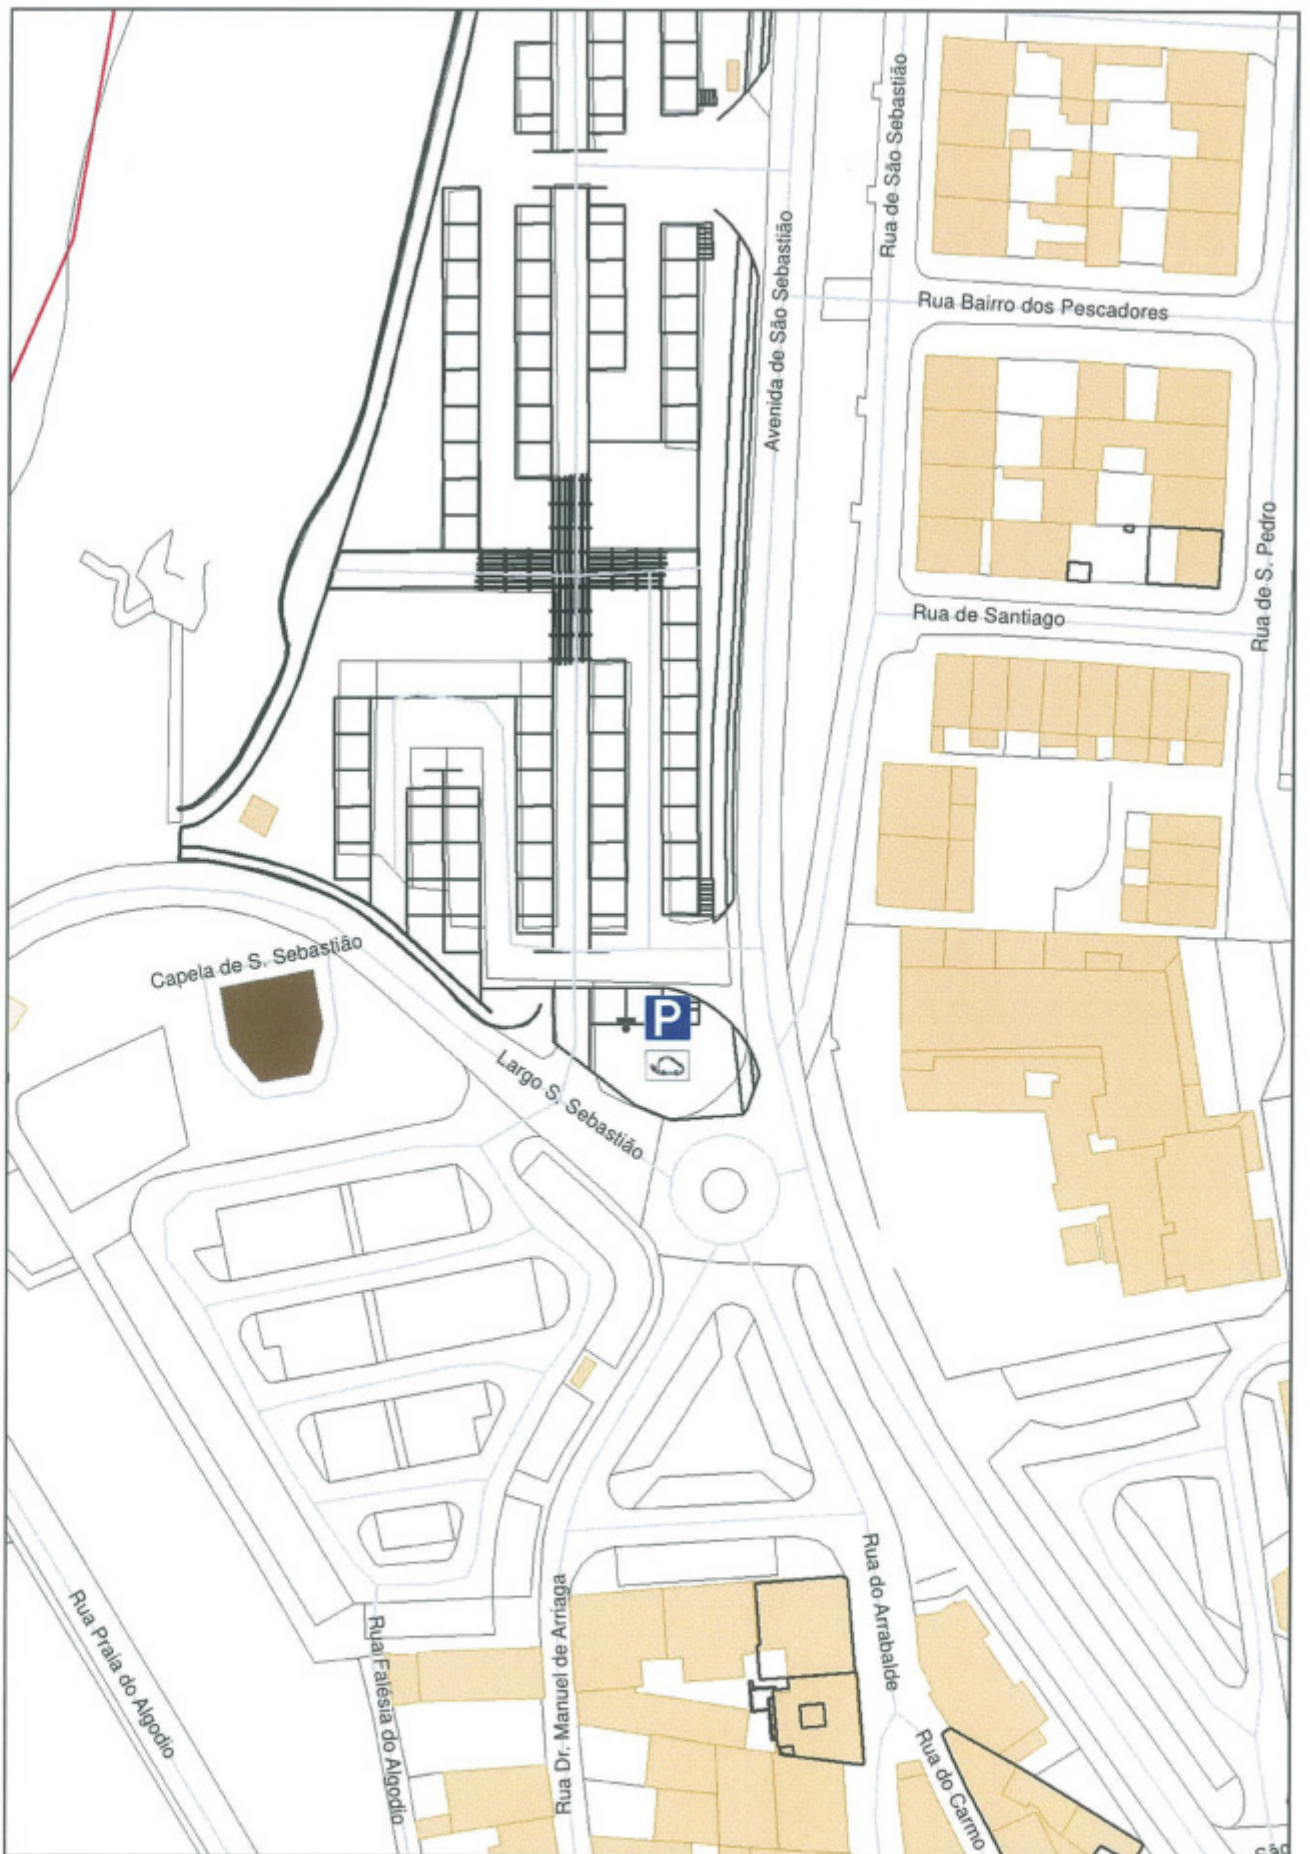 Rua de São Sebastião
Avenida de São Sebastião
Rua Bairro dos Pescadores
Rua de S. Pedro
Rua de Santiago
Capela de S. Sebastião
P
Largo S. Sebastião
Rua do Arrabalde
Rua Dr. Manuel de Arriaga
Rua Praia do Algodio
Rua Falésia do Algodio
Rua do Carmo